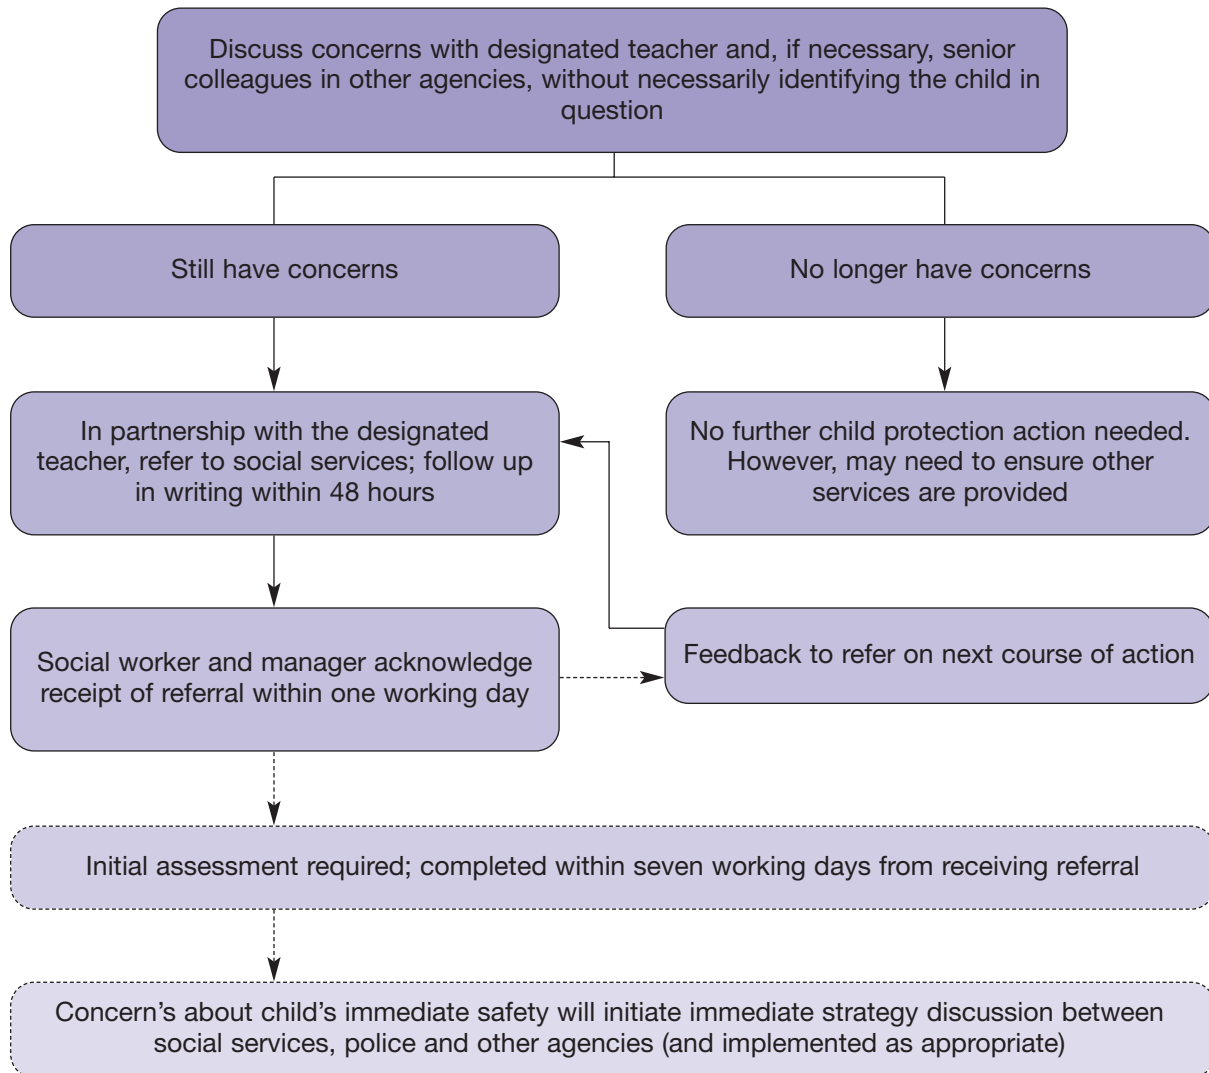 Discuss concerns with designated teacher and, if necessary, senior
colleagues in other agencies, without necessarily identifying the child in
question
Still have concerns
No longer have concerns
In partnership with the designated
teacher, refer to social services; follow up
in writing within 48 hours
No further child protection action needed.
However, may need to ensure other
services are provided
Social worker and manager acknowledge
receipt of referral within one working day
Feedback to refer on next course of action
Initial assessment required; completed within seven working days from receiving referral
Concern's about child's immediate safety will initiate immediate strategy discussion between
social services, police and other agencies (and implemented as appropriate)